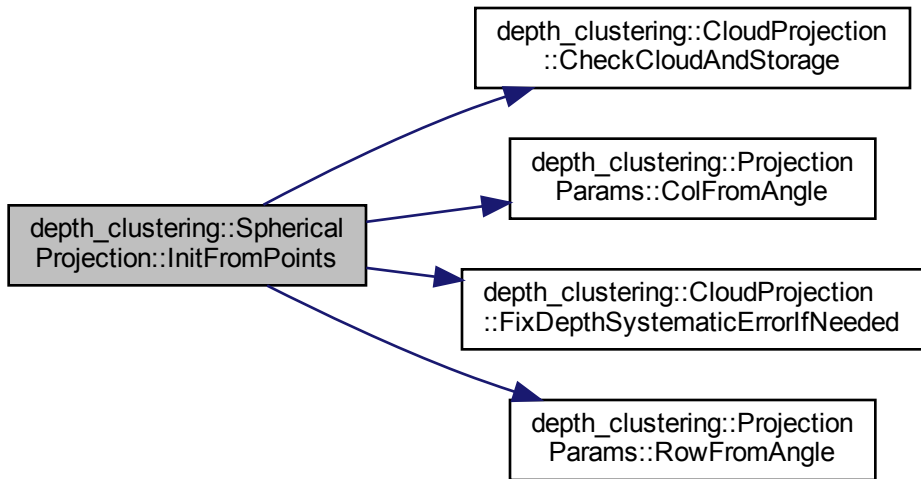 depth_clustering::CloudProjection
::CheckCloudAndStorage
depth_clustering::Projection
Params::ColFromAngle
depth_clustering::Spherical
Projection::InitFromPoints
depth_clustering::CloudProjection
::FixDepthSystematicErrorIfNeeded
depth_clustering::Projection
Params::RowFromAngle